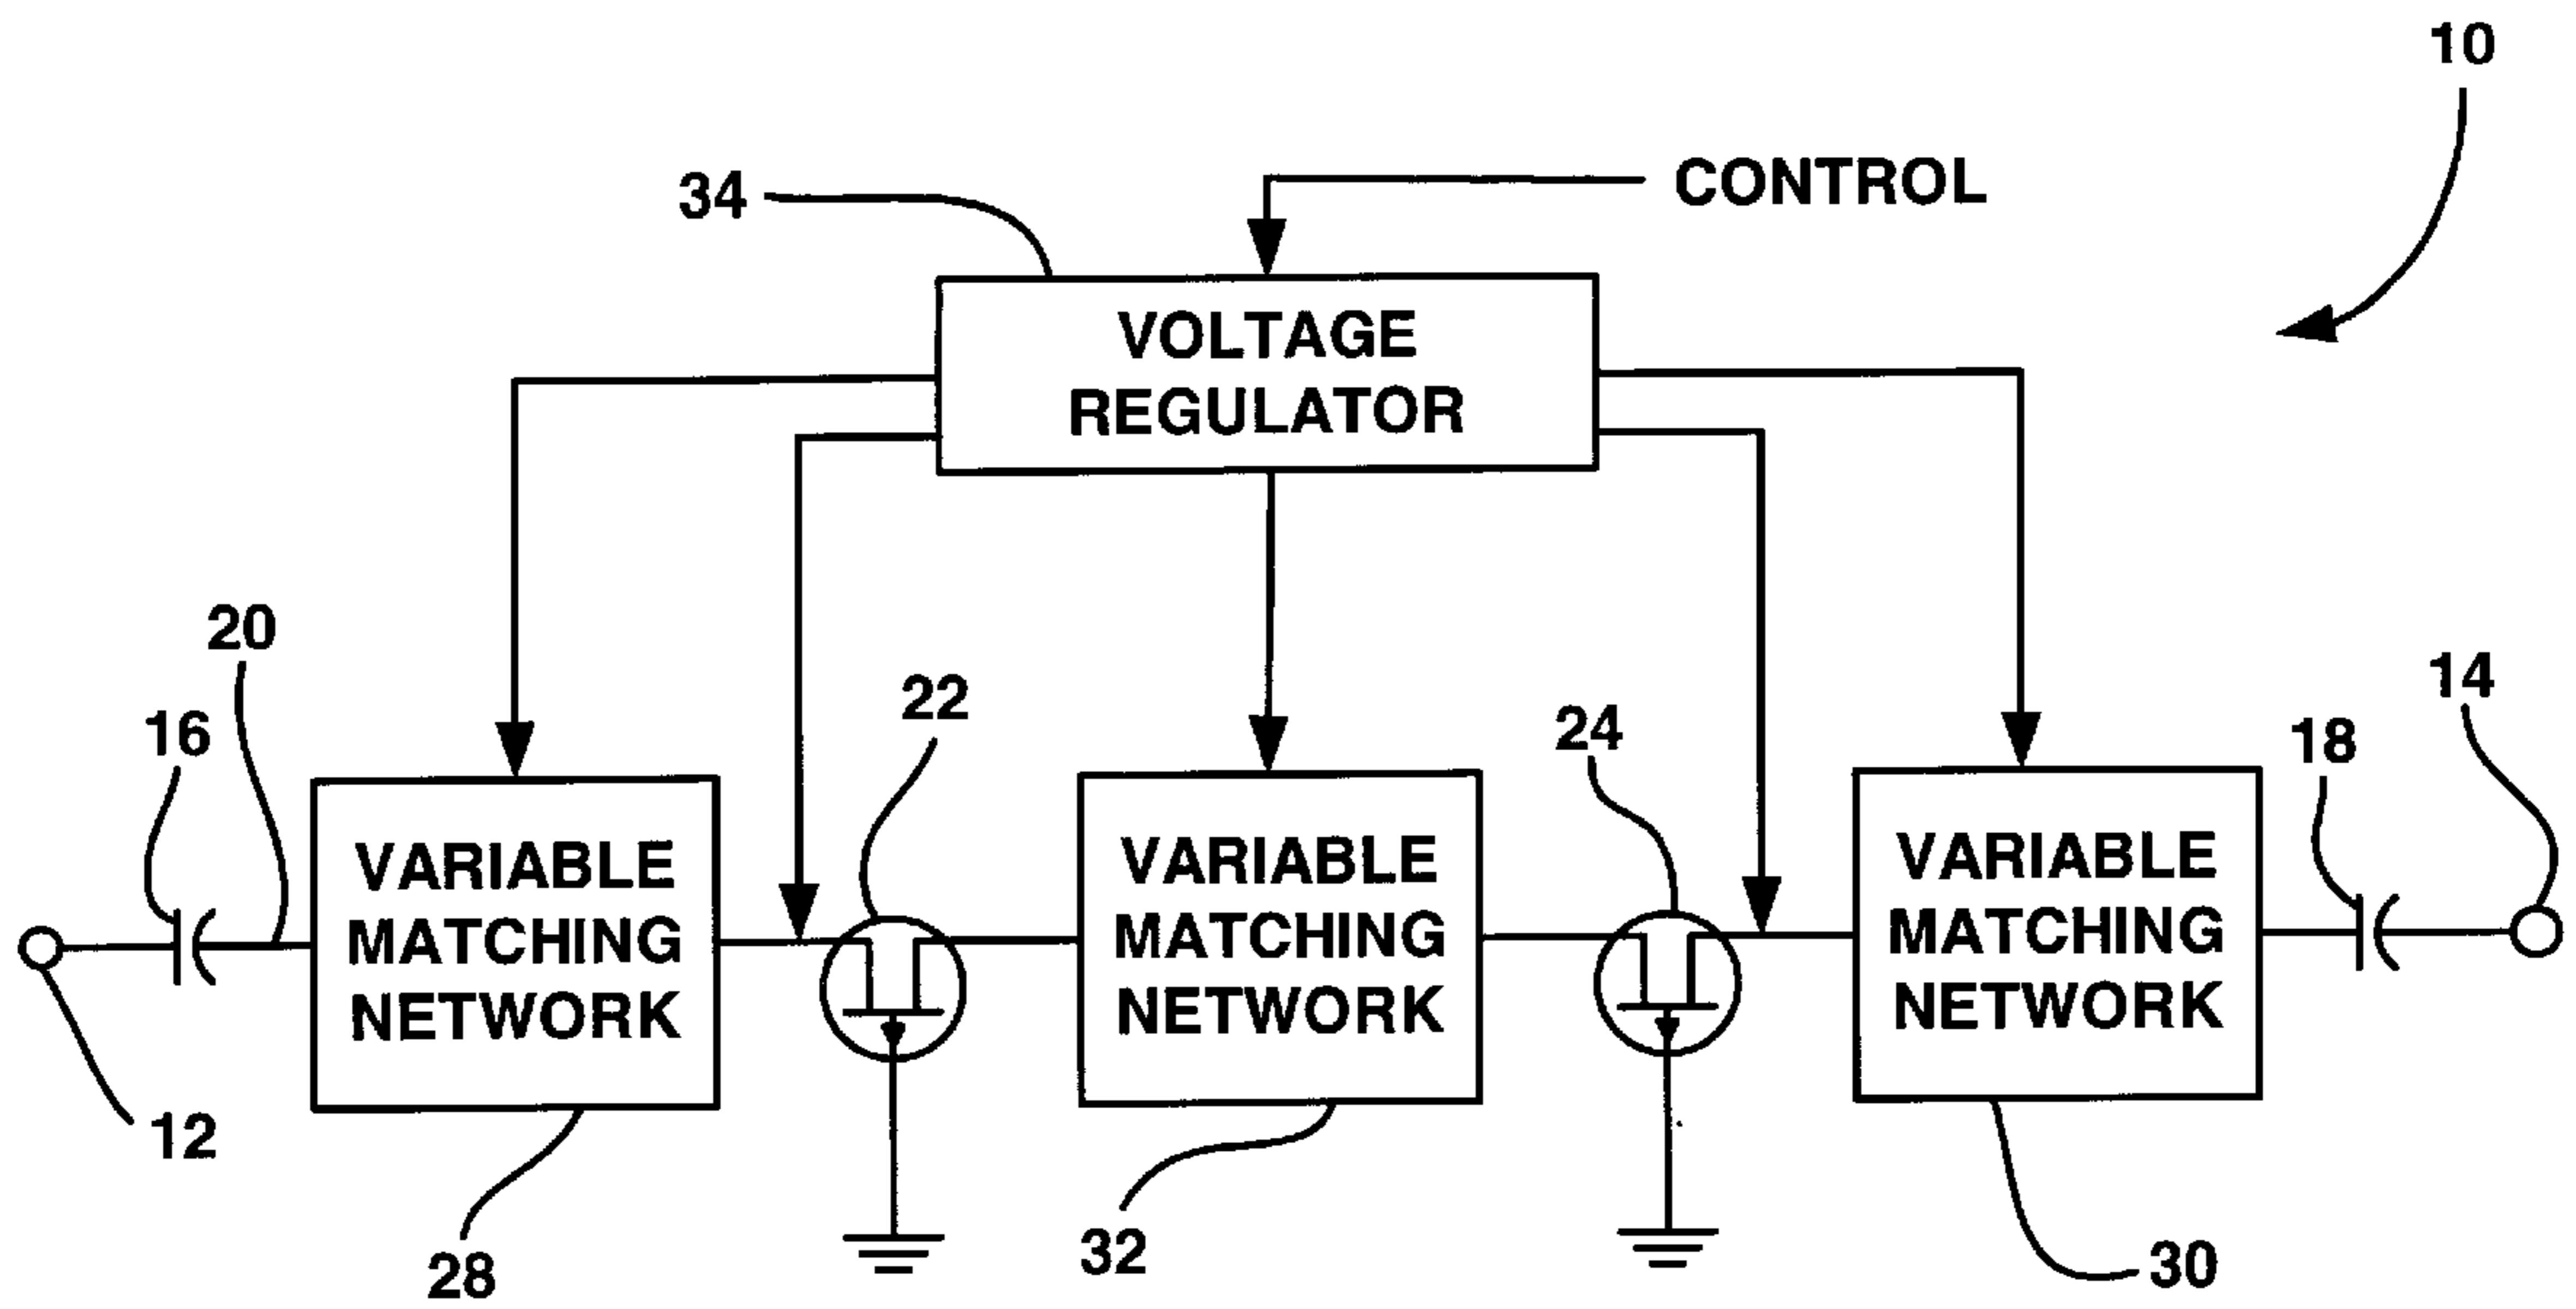 10
CONTROL
34
VOLTAGE
REGULATOR
20
16
22
24
14
18
VARIABLE
MATCHING
NETWORK
VARIABLE
MATCHING
NETWORK
VARIABLE
MATCHING
NETWORK
12
28
32
30